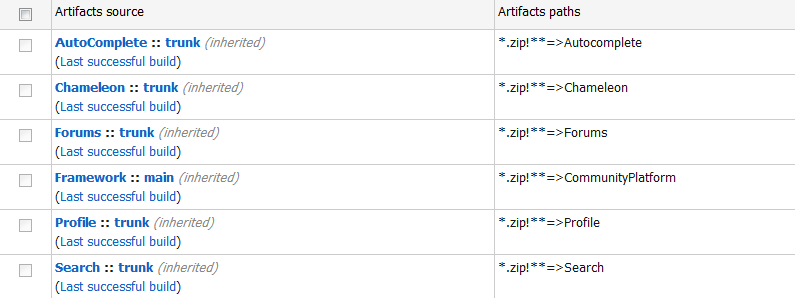 Artifacts source Artifacts paths
AutoComplete :: trunk (inherited) *.zip!**=>Autocomplete
(Last successful build)
Chameleon :: trunk (inherited) *.zip!**=>Chameleon
(Last successful build)
Forums :: trunk (inherited) *.zip!**=>Forums
(Last successful build)
Framework :: main (inherited) *.zip!**=>CommunityPlatform
(Last successful build)
Profile :: trunk (inherited) *.zip!**=>Profile
(Last successful build)
Search :: trunk (inherited) *.zip!**=>Search
(Last successful build)